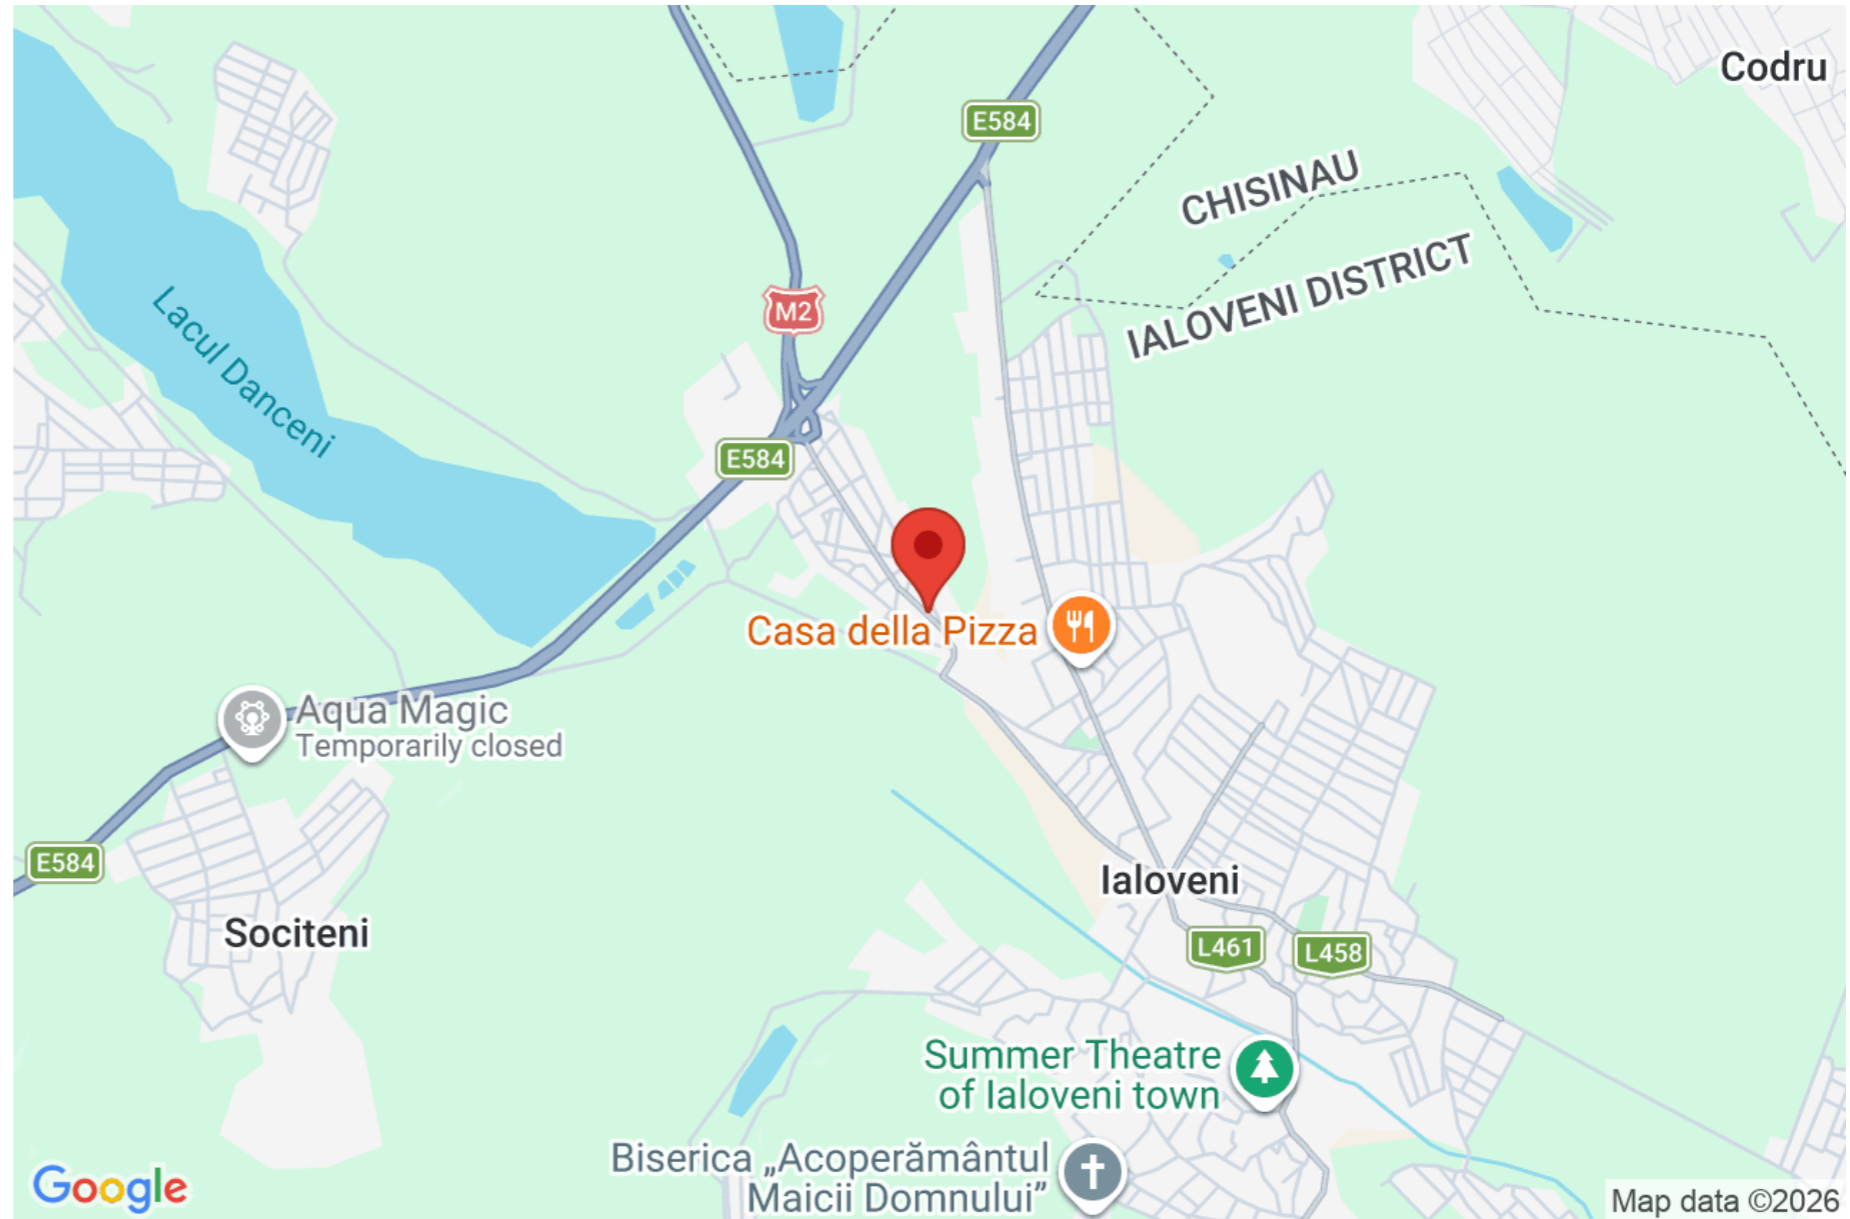 Codru
E584
CHISINAU
IALOVENI DISTRICT
M2
Lacul Danceni
E584
Casa della Pizza
Aqua Magic
Temporarily closed
E584
Ialoveni
Sociteni
L461
L458
Summer Theatre
of Ialoveni town
Biserica „Acoperământul
Maicii Domnului”
Google
Map data ©2026